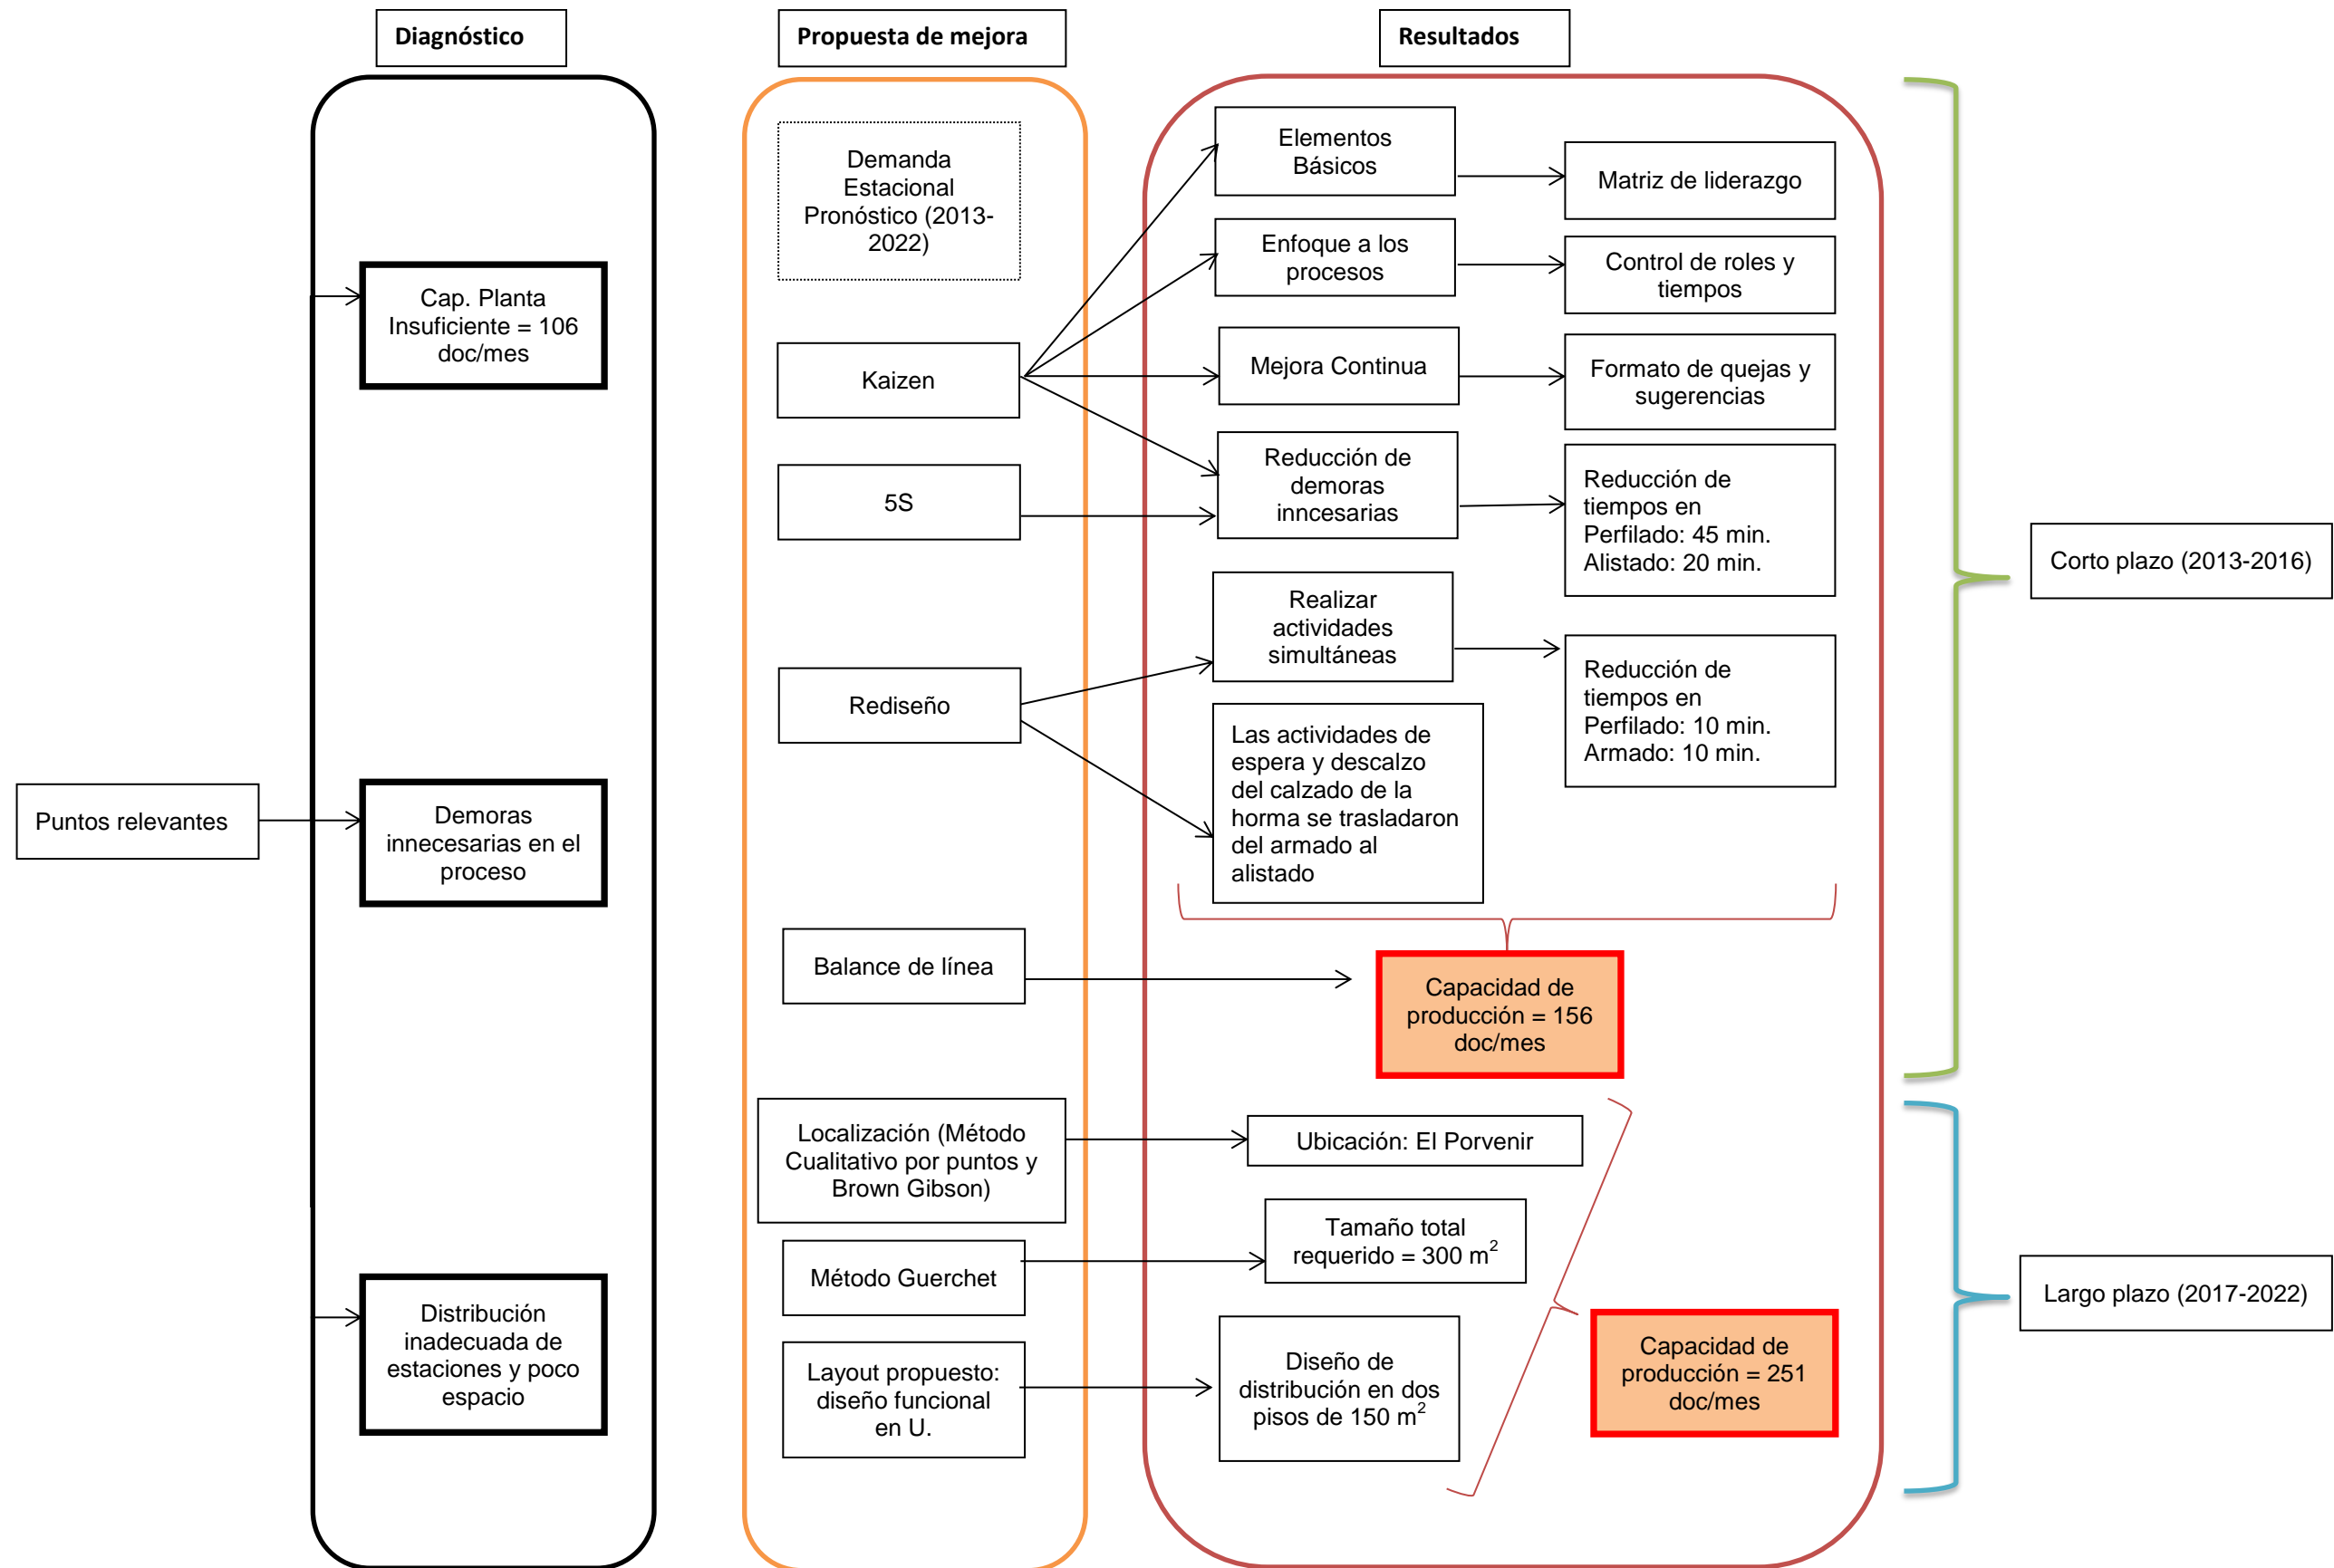 Diagnóstico
Propuesta de mejora
Resultados
Puntos relevantes
Cap. Planta
Insuficiente = 106
doc/mes
Demoras
innecesarias en el
proceso
Distribución
inadecuada de
estaciones y poco
espacio
Demanda
Estacional
Pronóstico (2013-
2022)
Kaizen
5S
Rediseño
Balance de línea
Localización (Método
Cualitativo por puntos y
Brown Gibson)
Método Guerchet
Layout propuesto:
diseño funcional
en U.
Elementos
Básicos
Matriz de liderazgo
Enfoque a los
procesos
Control de roles y
tiempos
Mejora Continua
Formato de quejas y
sugerencias
Reducción de
demoras
inncesarias
Reducción de
tiempos en
Perfilado: 45 min.
Alistado: 20 min.
Realizar
actividades
simultáneas
Reducción de
tiempos en
Perfilado: 10 min.
Armado: 10 min.
Las actividades de
espera y descalzo
del calzado de la
horma se trasladaron
del armado al
alistado
Capacidad de
producción = 156
doc/mes
Ubicación: El Porvenir
Tamaño total
requerido = 300 m²
Diseño de
distribución en dos
pisos de 150 m²
Capacidad de
producción = 251
doc/mes
Corto plazo (2013-2016)
Largo plazo (2017-2022)